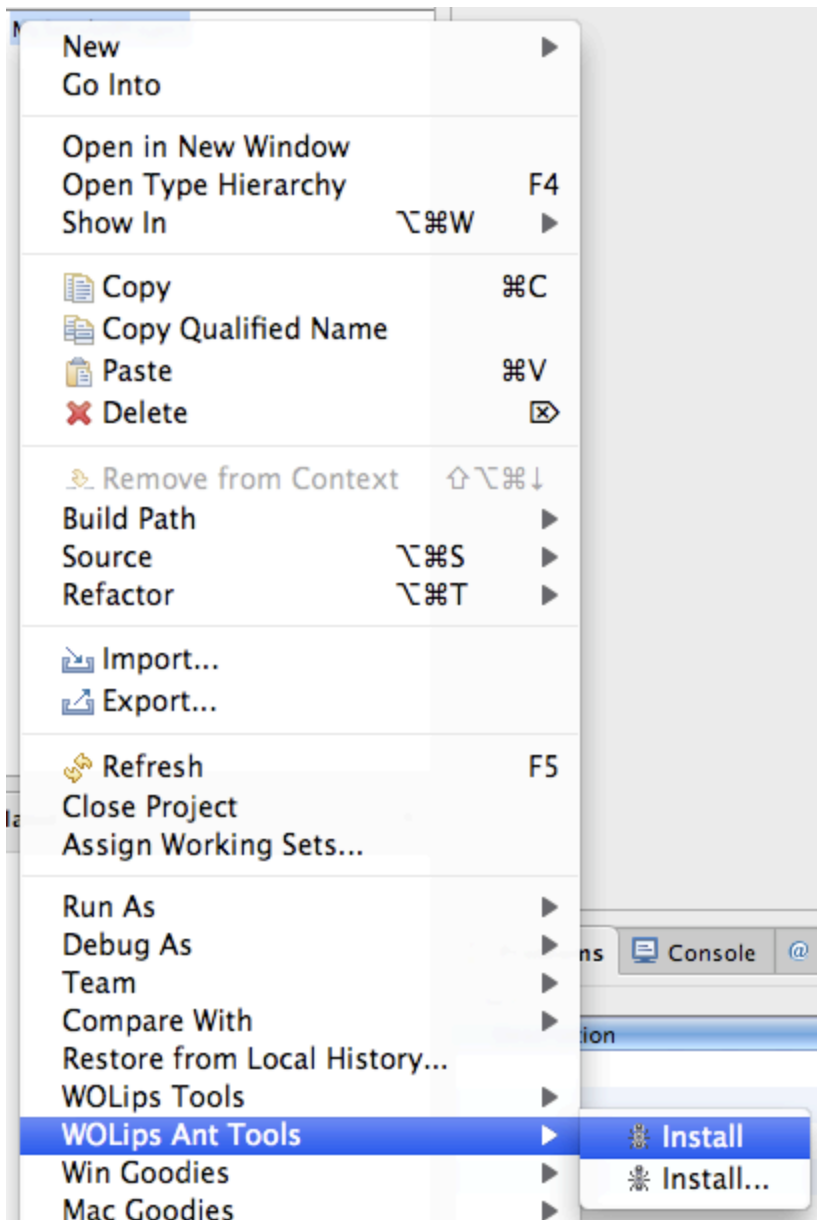 New
Go Into
Open in New Window
Open Type Hierarchy F4
Show In ⌥⌘W
Copy ⌘C
Copy Qualified Name
Paste ⌘V
Delete ⌦
Remove from Context ⇧⌥⌘↓
Build Path
Source ⌥⌘S
Refactor ⌥⌘T
Import...
Export...
Refresh F5
Close Project
Assign Working Sets...
Run As
Debug As
Team
Compare With
Restore from Local History...
WOLips Tools
WOLips Ant Tools
Win Goodies
Mac Goodies
Console @
Install
Install...